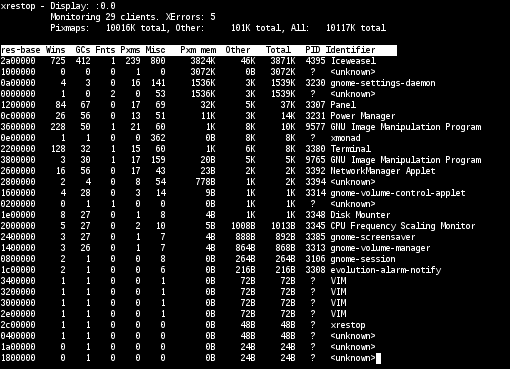 xrestop - Display: :0.0
Monitoring 29 clients. XErrors: 5
Pixmaps: 10016K total, Other: 101K total, All: 10117K total
res-base Wins GCs Fnts Pxms Misc Pxm mem Other Total PID Identifier
2a00000 725 412 1 239 800 3824K 46K 3871K 4395 Iceweasel
1000000 0 0 0 1 0 3072K 0B 3072K ? <unknown>
0a00000 4 3 0 16 141 1536K 3K 1539K 3230 gnome-settings-daemon
0000000 1 0 2 0 53 1536K 3K 1539K ? <unknown>
1200000 84 67 0 17 69 32K 5K 37K 3307 Panel
0c00000 26 56 0 13 51 11K 3K 14K 3231 Power Manager
3600000 228 50 1 21 60 1K 8K 10K 9577 GNU Image Manipulation Program
0e00000 1 1 0 0 362 0B 8K 8K ? xmonad
2200000 128 32 1 15 60 1K 6K 8K 3380 Terminal
3800000 3 30 1 17 159 20B 5K 5K 9765 GNU Image Manipulation Program
2600000 16 56 0 17 43 23B 2K 2K 3392 NetworkManager Applet
2800000 2 4 0 8 54 778B 1K 2K 3394 <unknown>
1600000 4 28 0 3 14 9B 1K 1K 3314 gnome-volume-control-applet
0200000 0 1 1 0 0 0B 1K 1K ? <unknown>
1e00000 8 27 0 1 8 4B 1K 1K 3348 Disk Mounter
2000000 5 27 0 2 10 5B 1008B 1013B 3345 CPU Frequency Scaling Monitor
2400000 3 27 0 1 7 4B 888B 892B 3385 gnome-screensaver
1400000 3 26 0 1 7 4B 864B 868B 3313 gnome-volume-manager
0800000 2 1 0 0 8 0B 264B 264B 3106 gnome-session
1c00000 2 1 0 0 6 0B 216B 216B 3308 evolution-alarm-notify
3400000 1 1 0 0 1 0B 72B 72B ? VIM
3200000 1 1 0 0 1 0B 72B 72B ? VIM
3000000 1 1 0 0 1 0B 72B 72B ? VIM
2e00000 1 1 0 0 1 0B 72B 72B ? VIM
2c00000 1 1 0 0 0 0B 48B 48B ? xrestop
0400000 1 1 0 0 0 0B 48B 48B ? <unknown>
1a00000 0 1 0 0 0 0B 24B 24B ? <unknown>
1800000 0 1 0 0 0 0B 24B 24B ? <unknown>